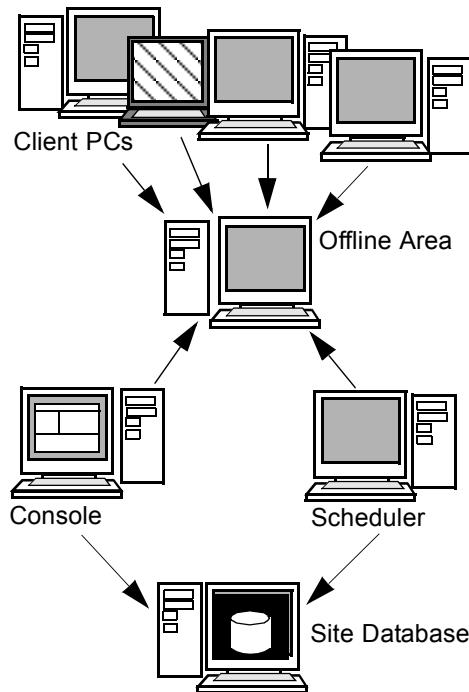 Client PCs
Offline Area
Console
Scheduler
Site Database